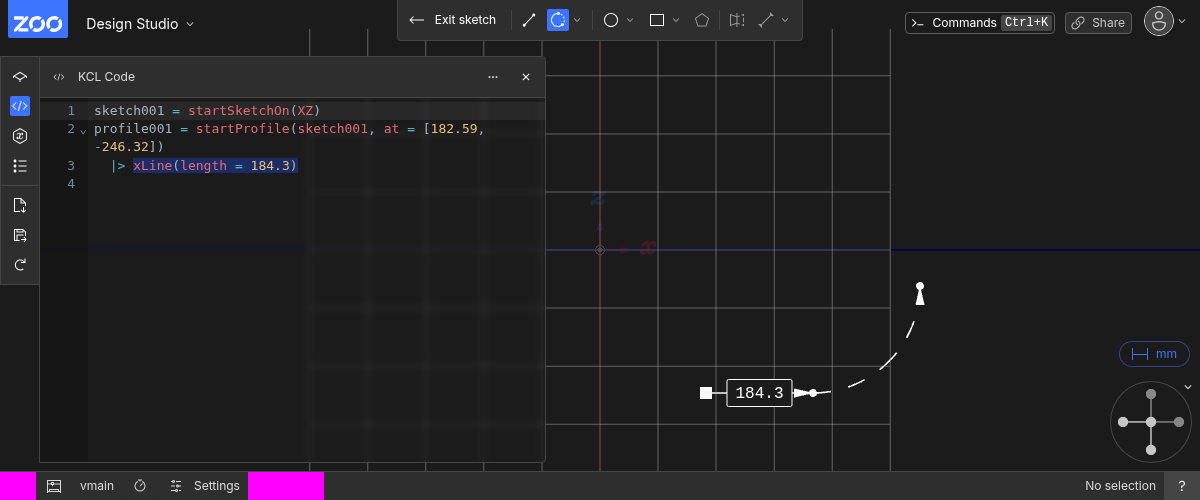 ZOO
Design Studio
Exit sketch
Commands Ctrl+K
Share
KCL Code
1 sketch001 = startSketchOn(XZ)
2 profile001 = startProfile(sketch001, at = [182.59,
-246.32])
3 |> xLine(length = 184.3)
4
z
x
184.3
mm
vmain
Settings
No selection
?